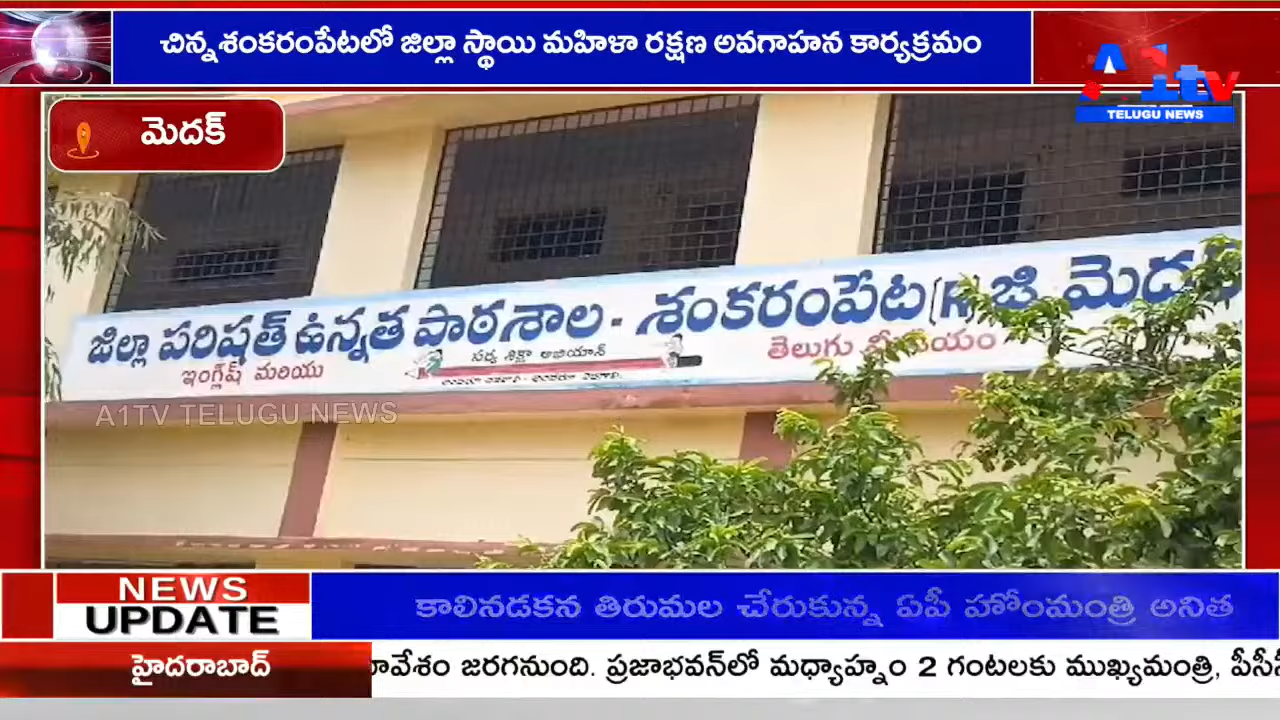 చిన్నశంకరంపేటలో జిల్లా స్థాయి మహిళా రక్షణ అవగాహన కార్యక్రమం
A1tv
TELUGU NEWS
మెదక్
జిల్లా పరిషత్ ఉన్నత పాఠశాల - శంకరంపేట (R) జి మెదక్
సర్వ శిక్షా అభియాన్
ఇంగ్లీష్ మరియు
తెలుగు
A1TV TELUGU NEWS
NEWS
UPDATE
కాలినడకన తిరుమల చేరుకున్న ఏపీ హోంమంత్రి అనిత
హైదరాబాద్
జరగనుంది. ప్రజాభవన్‌లో మధ్యాహ్నం 2 గంటలకు ముఖ్యమంత్రి,